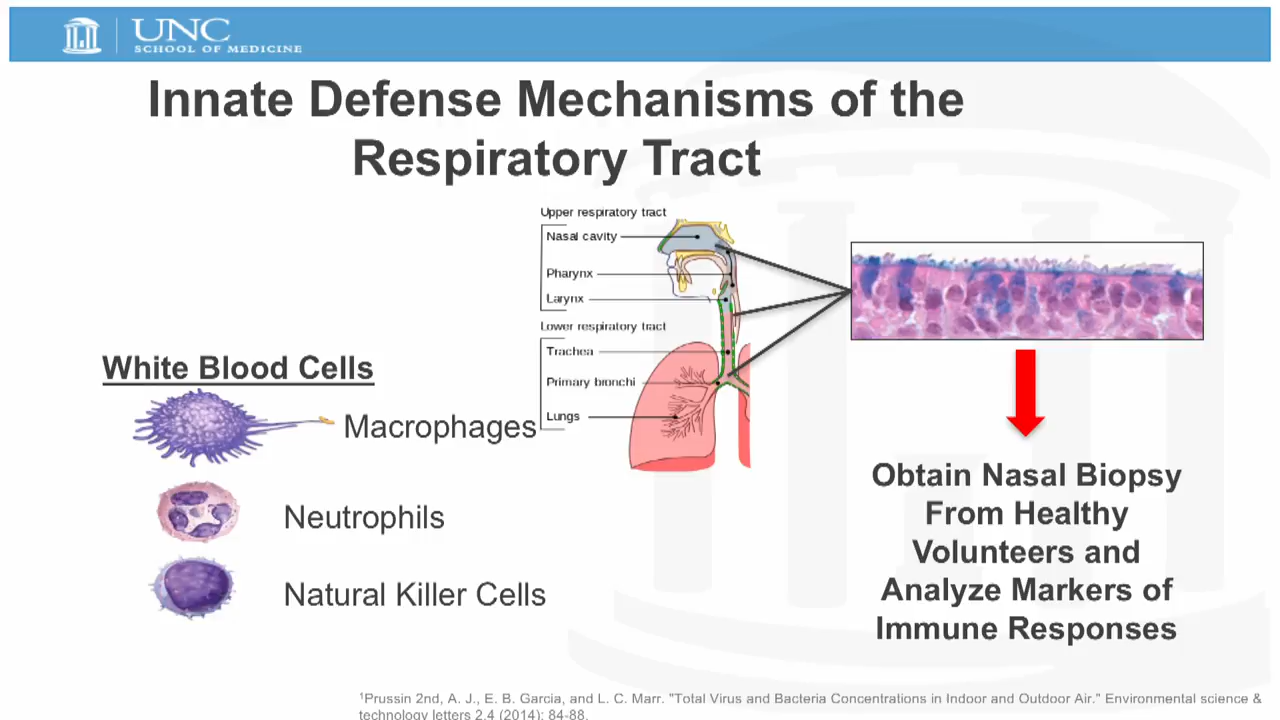 UNC
SCHOOL OF MEDICINE
Innate Defense Mechanisms of the
Respiratory Tract
Upper respiratory tract
Nasal cavity
Pharynx
Larynx
Lower respiratory tract
Trachea
Primary bronchi
Lungs
White Blood Cells
Macrophages
Neutrophils
Natural Killer Cells
Obtain Nasal Biopsy
From Healthy
Volunteers and
Analyze Markers of
Immune Responses
¹Prussin 2nd, A. J., E. B. Garcia, and L. C. Marr. "Total Virus and Bacteria Concentrations in Indoor and Outdoor Air." Environmental science &
technology letters 2.4 (2014): 84-88.